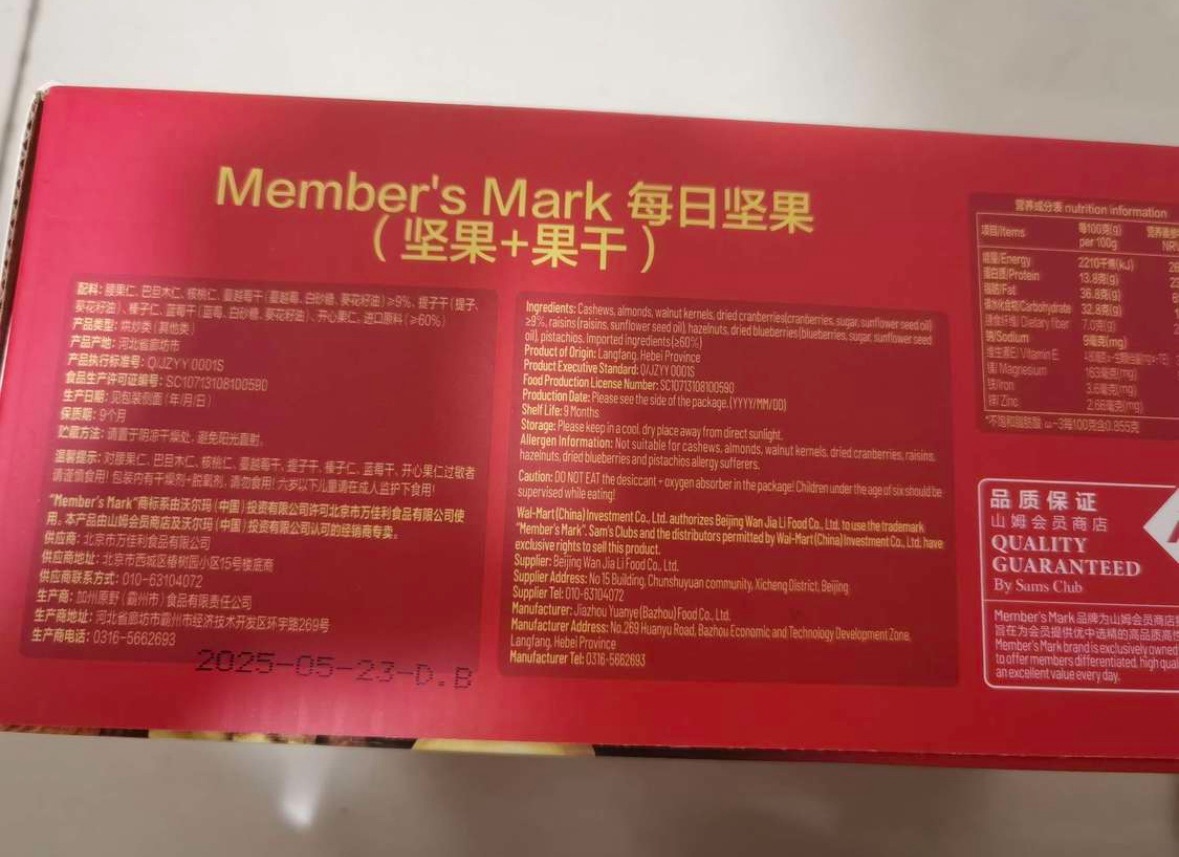 Member's Mark 每日坚果
（坚果+果干）
配料：腰果仁、巴旦木仁、核桃仁、蔓越莓干（蔓越莓、白砂糖、葵花籽油）≥9%、提子干（提子、
葵花籽油）、榛子仁、蓝莓干（蓝莓、白砂糖、葵花籽油）、开心果仁、进口原料（≥60%）
产品类型：烘炒类（其他类）
产品产地：河北省廊坊市
产品执行标准号：Q/JZYY 0001S
食品生产许可证编号：SC10713108100590
生产日期：见包装侧面（年/月/日）
保质期：9个月
贮藏方法：请置于阴凉干燥处，避免阳光直射。
温馨提示：对腰果仁、巴旦木仁、核桃仁、蔓越莓干、提子干、榛子仁、蓝莓干、开心果仁过敏者
请谨慎食用！包装内有干燥剂+脱氧剂，请勿食用！六岁以下儿童请在成人监护下食用！
"Member's Mark"商标系由沃尔玛（中国）投资有限公司许可北京市万佳利食品有限公司使
用。本产品由山姆会员商店及沃尔玛（中国）投资有限公司认可的经销商专卖。
供应商：北京市万佳利食品有限公司
供应商地址：北京市西城区椿树园小区15号楼底商
供应商联系方式：010-63104072
生产商：加州原野（霸州市）食品有限责任公司
生产商地址：河北省廊坊市霸州市经济技术开发区环宇路269号
生产商电话：0316-5662693
2025-05-23-D.B
Ingredients: Cashews, almonds, walnut kernels, dried cranberries(cranberries, sugar, sunflower seed oil)
≥9%, raisins(raisins, sunflower seed oil), hazelnuts, dried blueberries(blueberries, sugar, sunflower seed
oil), pistachios. Imported ingredients(≥60%)
Product of Origin: Langfang, Hebei Province
Product Executive Standard: Q/JZYY 0001S
Food Production License Number: SC10713108100590
Production Date: Please see the side of the package. (YYYY/MM/DD)
Shelf Life: 9 Months
Storage: Please keep in a cool, dry place away from direct sunlight.
Allergen Information: Not suitable for cashews, almonds, walnut kernels, dried cranberries, raisins,
hazelnuts, dried blueberries and pistachios allergy sufferers.
Caution: DO NOT EAT the desiccant + oxygen absorber in the package! Children under the age of six should be
supervised while eating!
Wal-Mart (China) Investment Co., Ltd. authorizes Beijing Wan Jia Li Food Co., Ltd. to use the trademark
"Member's Mark". Sam's Clubs and the distributors permitted by Wal-Mart (China) Investment Co., Ltd. have
exclusive rights to sell this product.
Supplier: Beijing Wan Jia Li Food Co., Ltd.
Supplier Address: No 15 Building, Chunshuyuan community, Xicheng District, Beijing
Supplier Tel: 010-63104072
Manufacturer: Jiazhou Yuanye (Bazhou) Food Co., Ltd.
Manufacturer Address: No.269 Huanyu Road, Bazhou Economic and Technology Development Zone,
Langfang, Hebei Province
Manufacturer Tel: 0316-5662693
营养成分表 nutrition information
项目/Items 每100克(g) per 100g
能量/Energy 2210千焦(kJ)
蛋白质/Protein 13.8克(g)
脂肪/Fat 36.8克(g)
碳水化合物/Carbohydrate 32.8克(g)
膳食纤维/Dietary fiber 7.0克(g)
钠/Sodium 9毫克(mg)
维生素E/Vitamin E
镁/Magnesium 163毫克(mg)
铁/Iron 3.6毫克(mg)
锌/Zinc 2.66毫克(mg)
*不饱和脂肪酸 ω-3每100克含0.855克
品质保证
山姆会员商店
QUALITY
GUARANTEED
By Sams Club
Member's Mark 品牌为山姆会员商店
旨在为会员提供优中选精的高品质高性
Member's Mark brand is exclusively owned
to offer members differentiated, high qual
an excellent value every day.